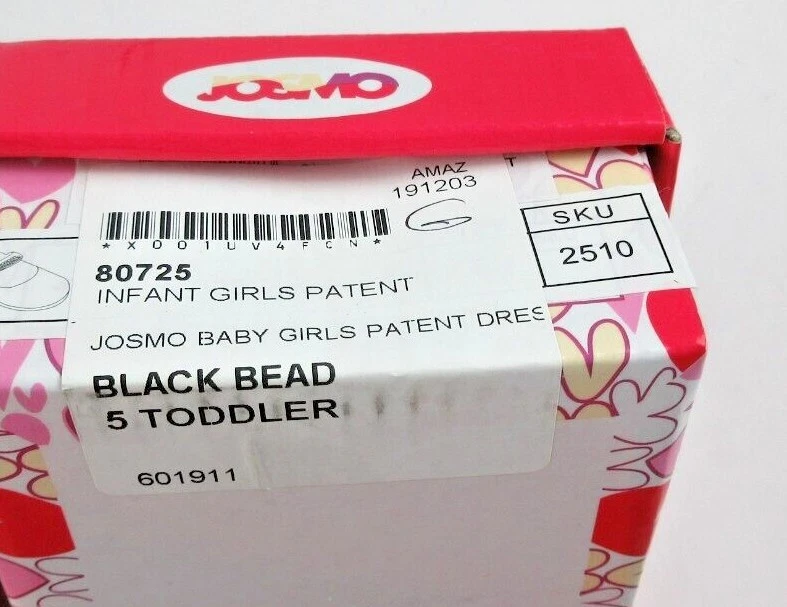 JOSMO
AMAZ T
191203
*X001UV4FCN*
SKU
2510
80725
INFANT GIRLS PATENT
JOSMO BABY GIRLS PATENT DRES
BLACK BEAD
5 TODDLER
601911